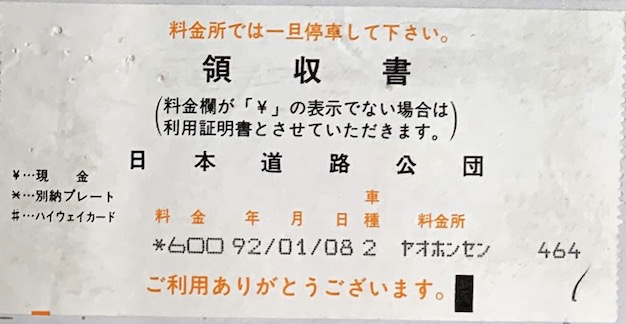 料金所では一旦停車して下さい。
領収書
(料金欄が「¥」の表示でない場合は
利用証明書とさせていただきます。)
日本道路公団
¥…現金
*…別納プレート
#…ハイウェイカード
料金 年 月 日 車種 料金所
*600 92/01/08 2 ヤオホンセン 464
ご利用ありがとうございます。